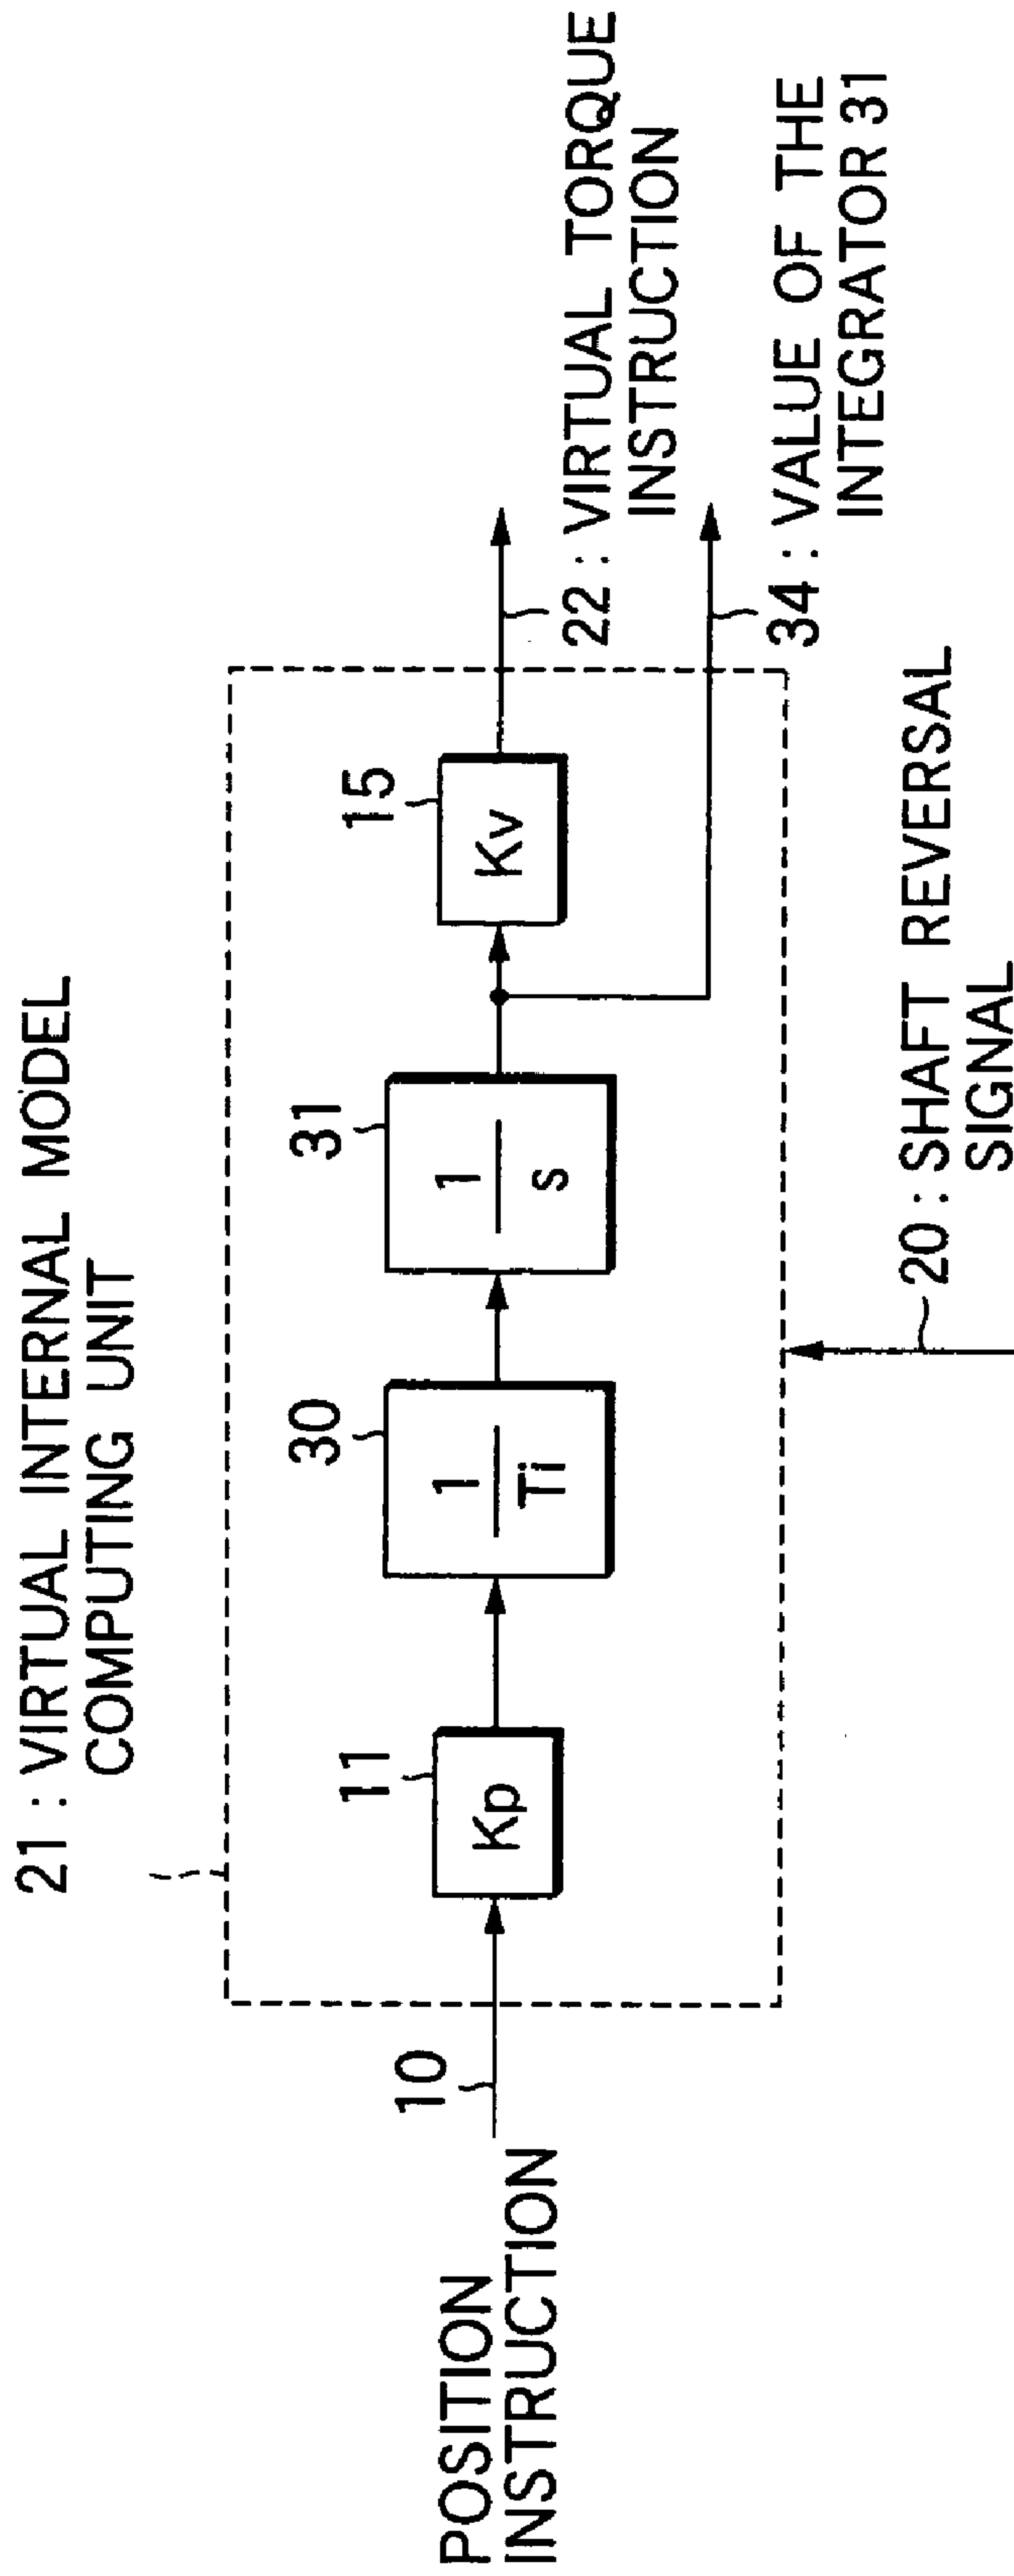 21 : VIRTUAL INTERNAL MODEL
COMPUTING UNIT
POSITION
INSTRUCTION
10
11
Kp
30
1
Ti
31
1
s
15
Kv
22 : VIRTUAL TORQUE
INSTRUCTION
34 : VALUE OF THE
INTEGRATOR 31
20 : SHAFT REVERSAL
SIGNAL